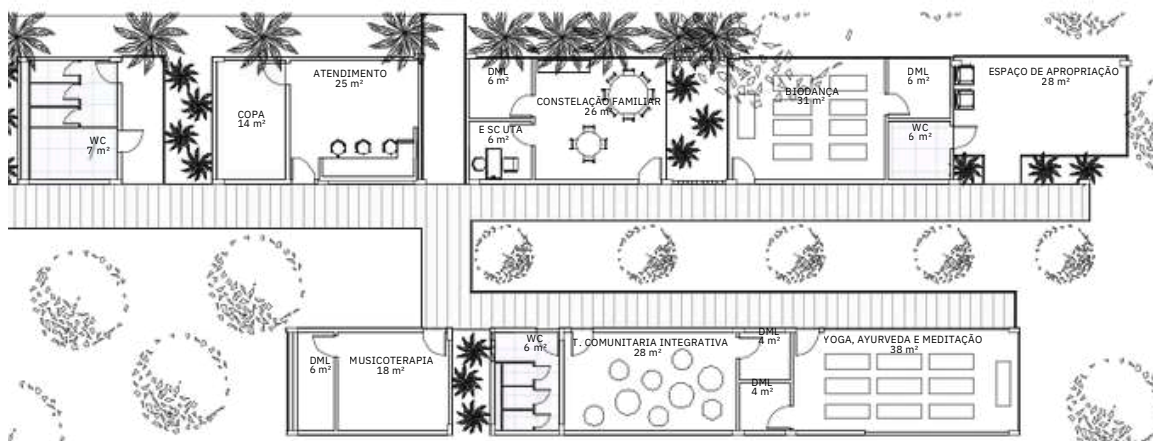 WC
7 m²
COPA
14 m²
ATENDIMENTO
25 m²
DML
6 m²
E SC UTA
6 m²
CONSTELAÇÃO FAMILIAR
26 m²
BIODANÇA
31 m²
DML
6 m²
WC
6 m²
ESPAÇO DE APROPRIAÇÃO
28 m²
DML
6 m²
MUSICOTERAPIA
18 m²
WC
6 m²
T. COMUNITARIA INTEGRATIVA
28 m²
DML
4 m²
DML
4 m²
YOGA, AYURVEDA E MEDITAÇÃO
38 m²